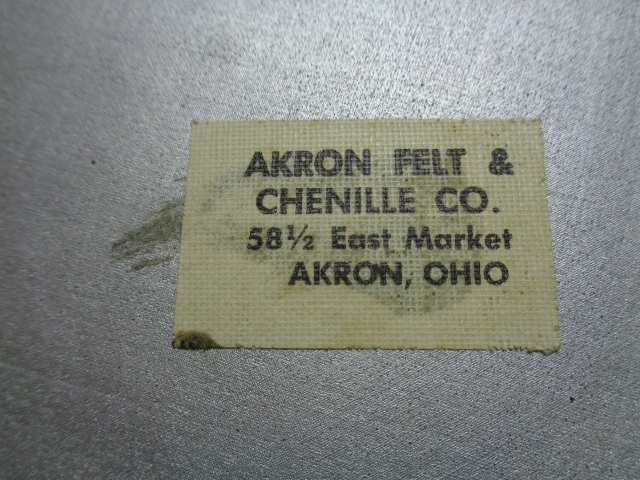 AKRON FELT &
CHENILLE CO.
58½ East Market
AKRON, OHIO